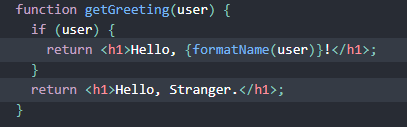 function getGreeting(user) {
  if (user) {
    return <h1>Hello, {formatName(user)}!</h1>;
  }
  return <h1>Hello, Stranger.</h1>;
}